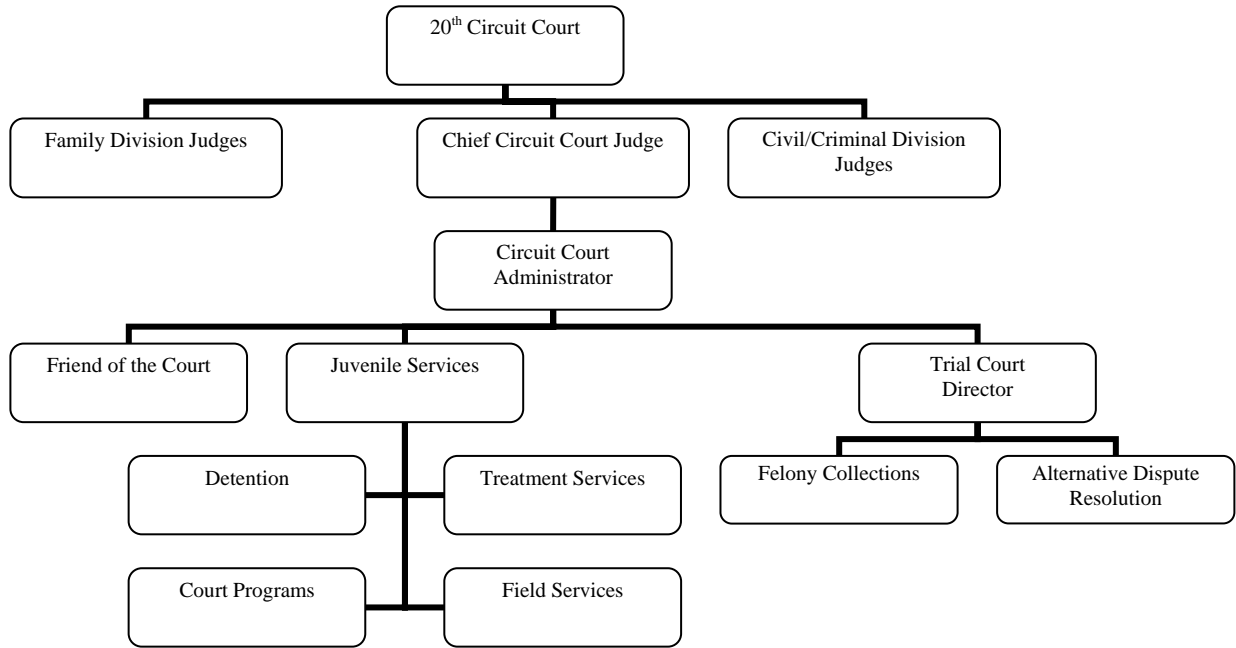 20th Circuit Court
Family Division Judges
Chief Circuit Court Judge
Civil/Criminal Division
Judges
Circuit Court
Administrator
Friend of the Court
Juvenile Services
Trial Court
Director
Detention
Treatment Services
Felony Collections
Alternative Dispute
Resolution
Court Programs
Field Services